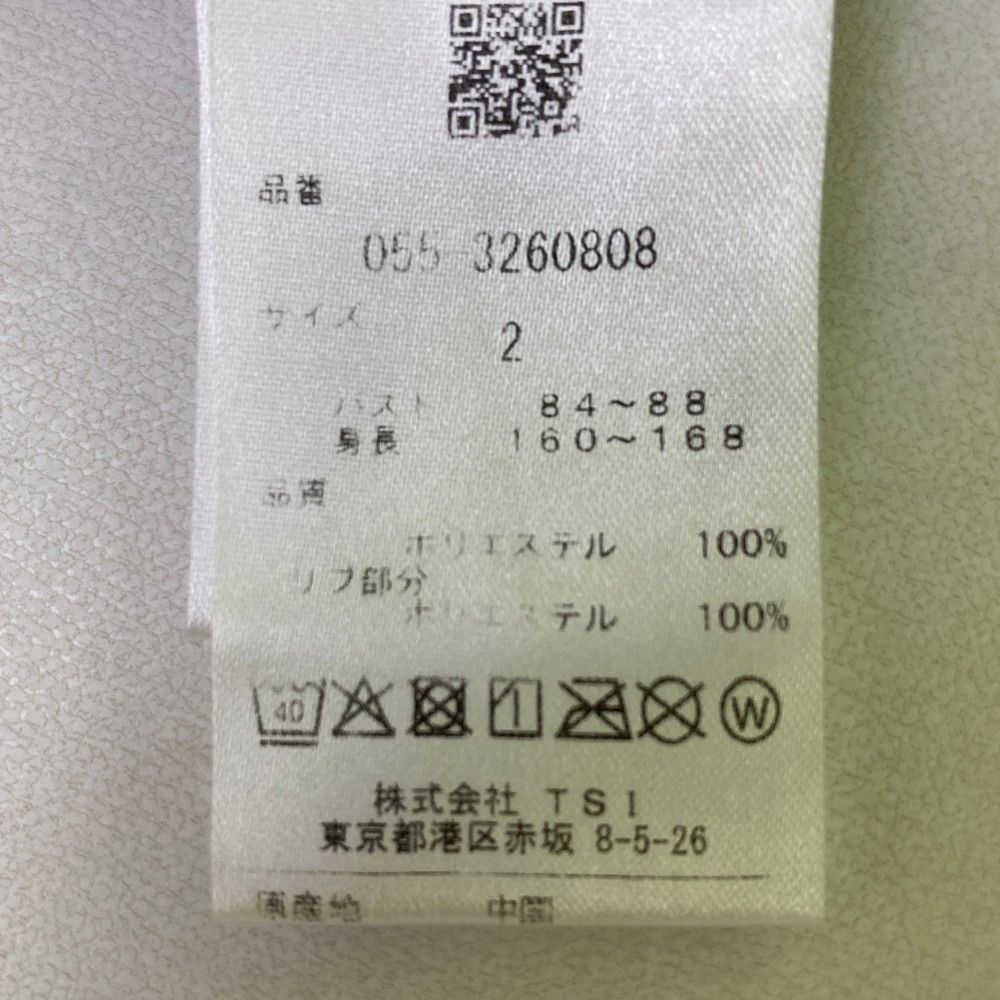 品番
055-3260808
サイズ
2
バスト 84～88
身長 160～168
品質
ポリエステル 100%
リブ部分
ポリエステル 100%
40
W
株式会社 TSI
東京都港区赤坂 8-5-26
原産地 中国